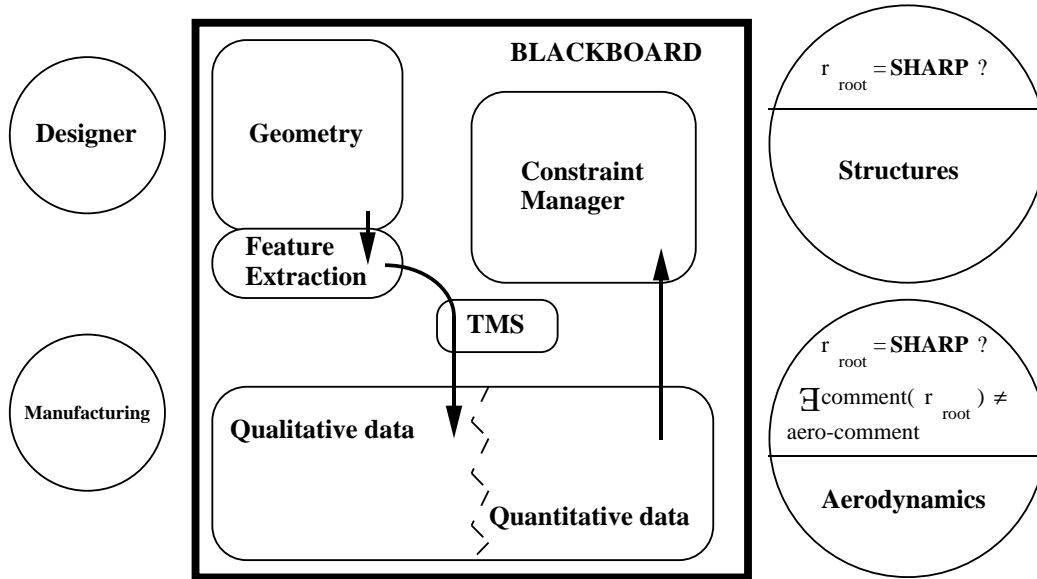 BLACKBOARD
Designer
Geometry
Feature
Extraction
Constraint
Manager
TMS
r root = SHARP ?
Structures
Manufacturing
Qualitative data
Quantitative data
r root = SHARP ?
∃comment( r root ) ≠
aero-comment
Aerodynamics